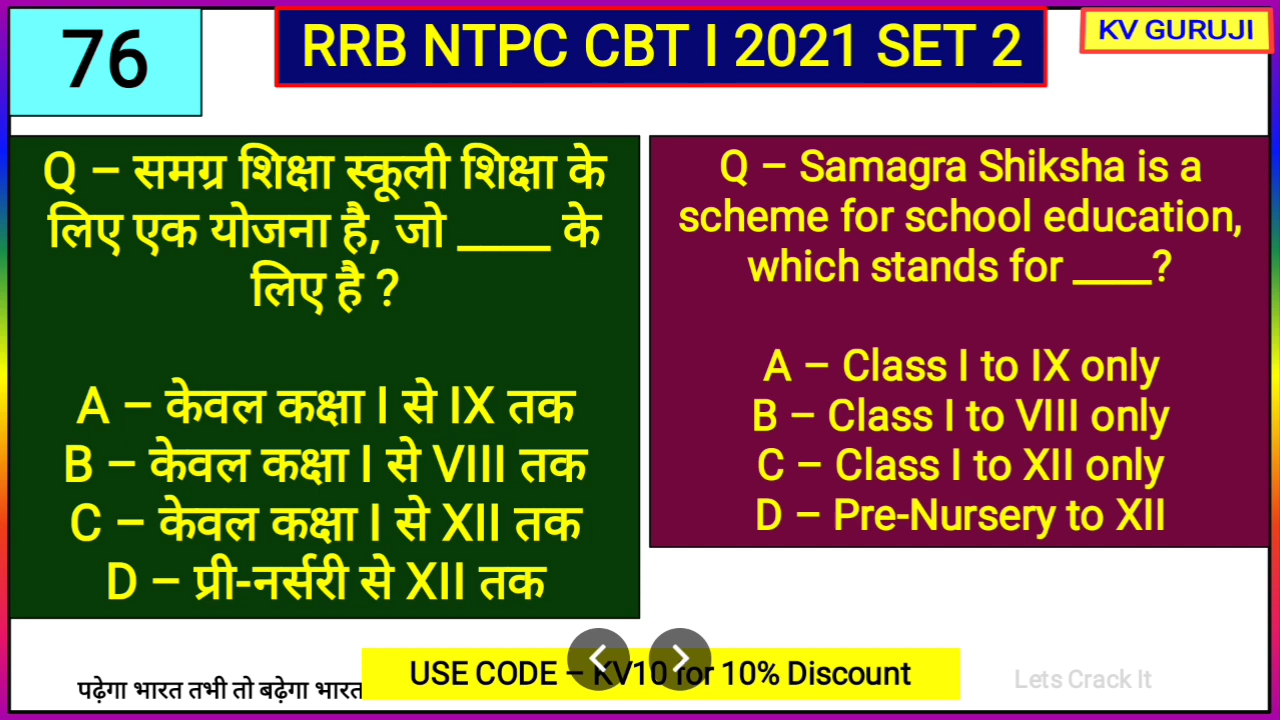 76
RRB NTPC CBT I 2021 SET 2
KV GURUJI
Q – समग्र शिक्षा स्कूली शिक्षा के
लिए एक योजना है, जो ____ के
लिए है ?
A – केवल कक्षा I से IX तक
B – केवल कक्षा I से VIII तक
C – केवल कक्षा I से XII तक
D – प्री-नर्सरी से XII तक
Q – Samagra Shiksha is a
scheme for school education,
which stands for ____?
A – Class I to IX only
B – Class I to VIII only
C – Class I to XII only
D – Pre-Nursery to XII
पढ़ेगा भारत तभी तो बढ़ेगा भारत
USE CODE – KV10 for 10% Discount
Lets Crack It